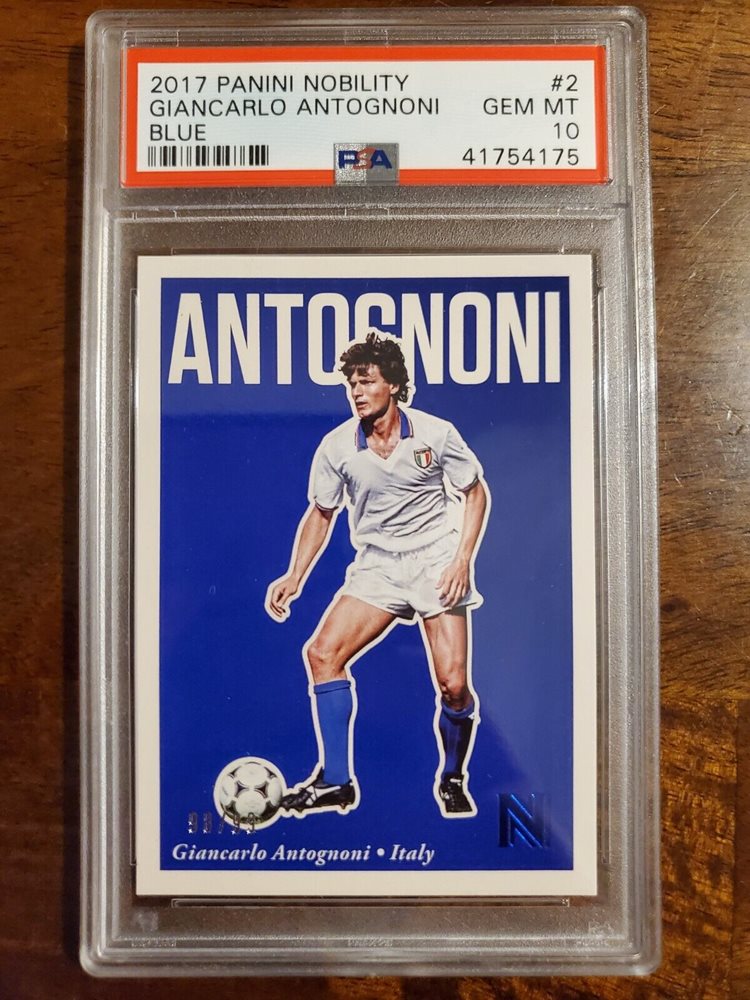 2017 PANINI NOBILITY #2
GIANCARLO ANTOGNONI GEM MT
BLUE 10
PSA 41754175
ANTOGNONI
Giancarlo Antognoni • Italy
N